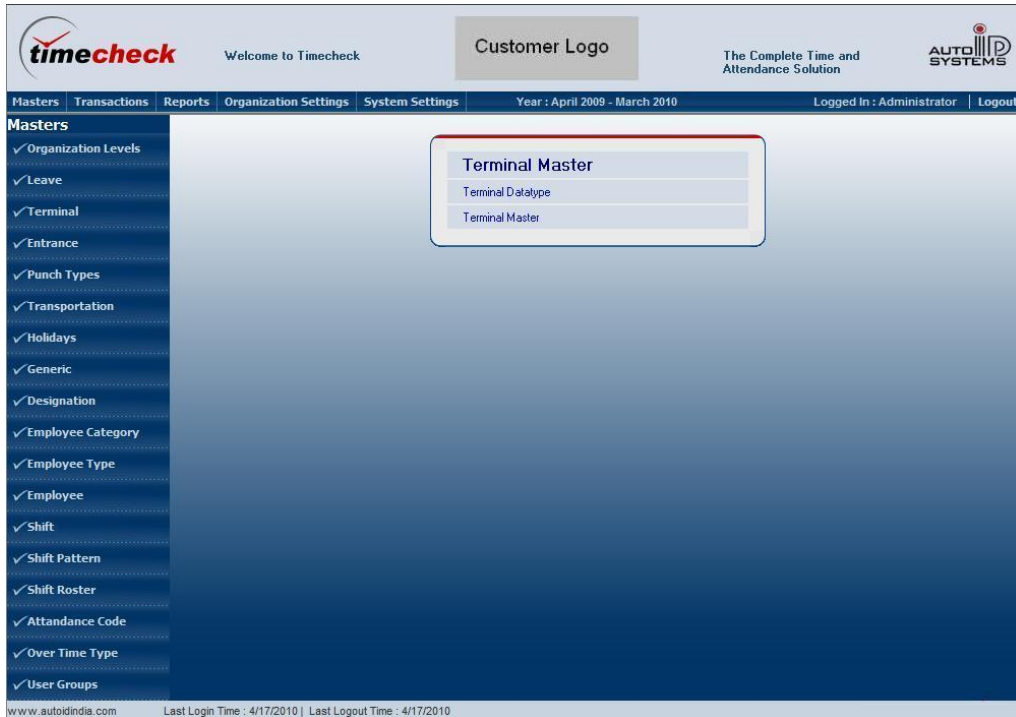 timecheck
Welcome to Timecheck
Customer Logo
The Complete Time and
Attendance Solution
AUTO ID
SYSTEMS
Masters Transactions Reports Organization Settings System Settings Year : April 2009 - March 2010 Logged In : Administrator Logout
Masters
Organization Levels
Leave
Terminal
Entrance
Punch Types
Transportation
Holidays
Generic
Designation
Employee Category
Employee Type
Employee
Shift
Shift Pattern
Shift Roster
Attandance Code
Over Time Type
User Groups
Terminal Master
Terminal Datatype
Terminal Master
www.autoidindia.com Last Login Time : 4/17/2010 | Last Logout Time : 4/17/2010